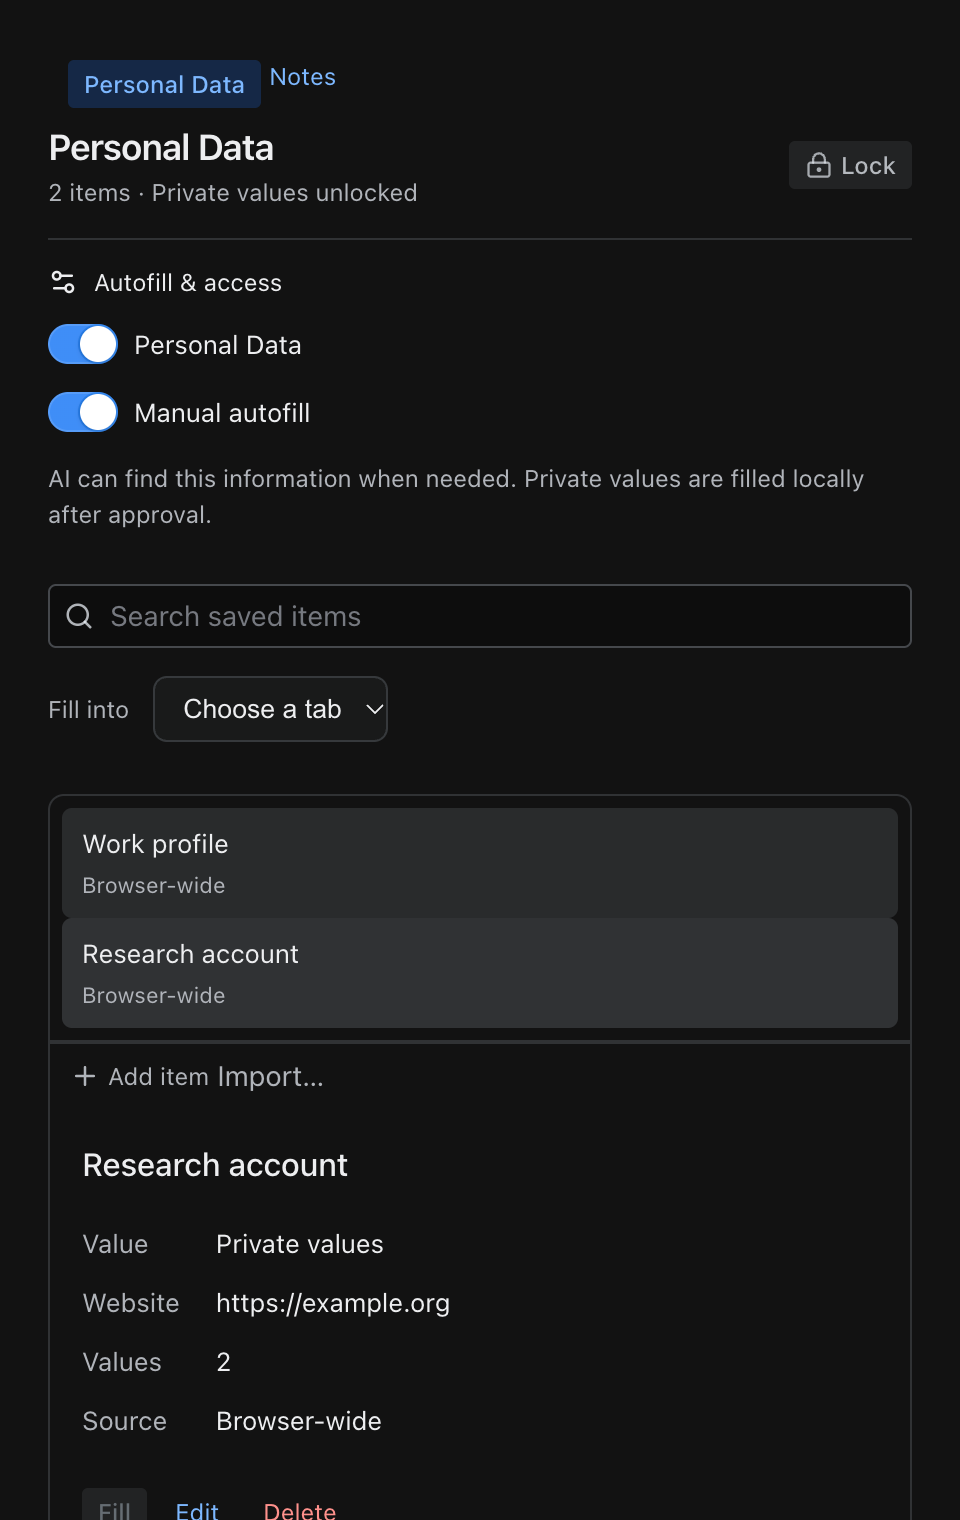 Personal Data Notes
Personal Data
2 items · Private values unlocked
Lock
Autofill & access
Personal Data
Manual autofill
AI can find this information when needed. Private values are filled locally
after approval.
Search saved items
Fill into Choose a tab
Work profile
Browser-wide
Research account
Browser-wide
Add item Import...
Research account
Value Private values
Website https://example.org
Values 2
Source Browser-wide
Fill Edit Delete